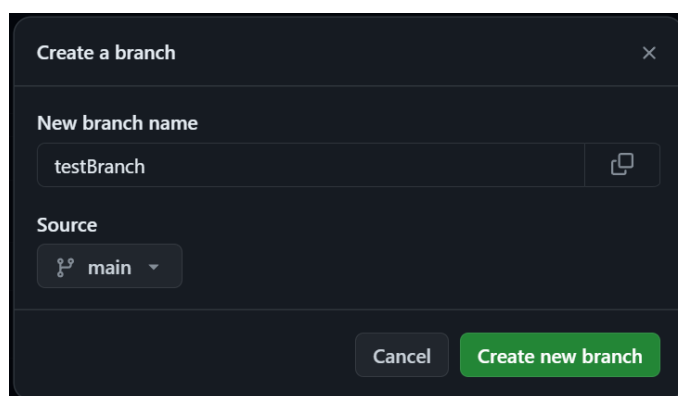 Create a branch
New branch name
testBranch
Source
main
Cancel
Create new branch